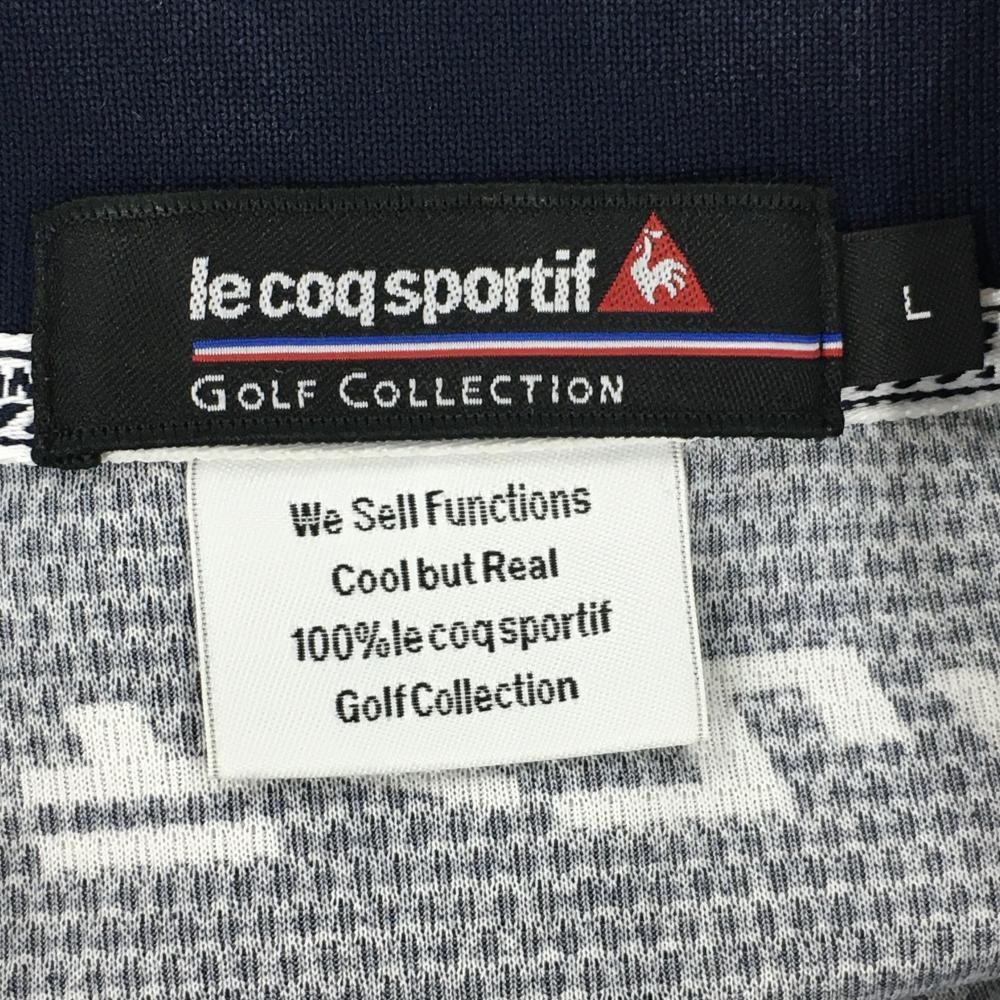 le coq sportif
L
GOLF COLLECTION
We Sell Functions
Cool but Real
100% le coq sportif
Golf Collection